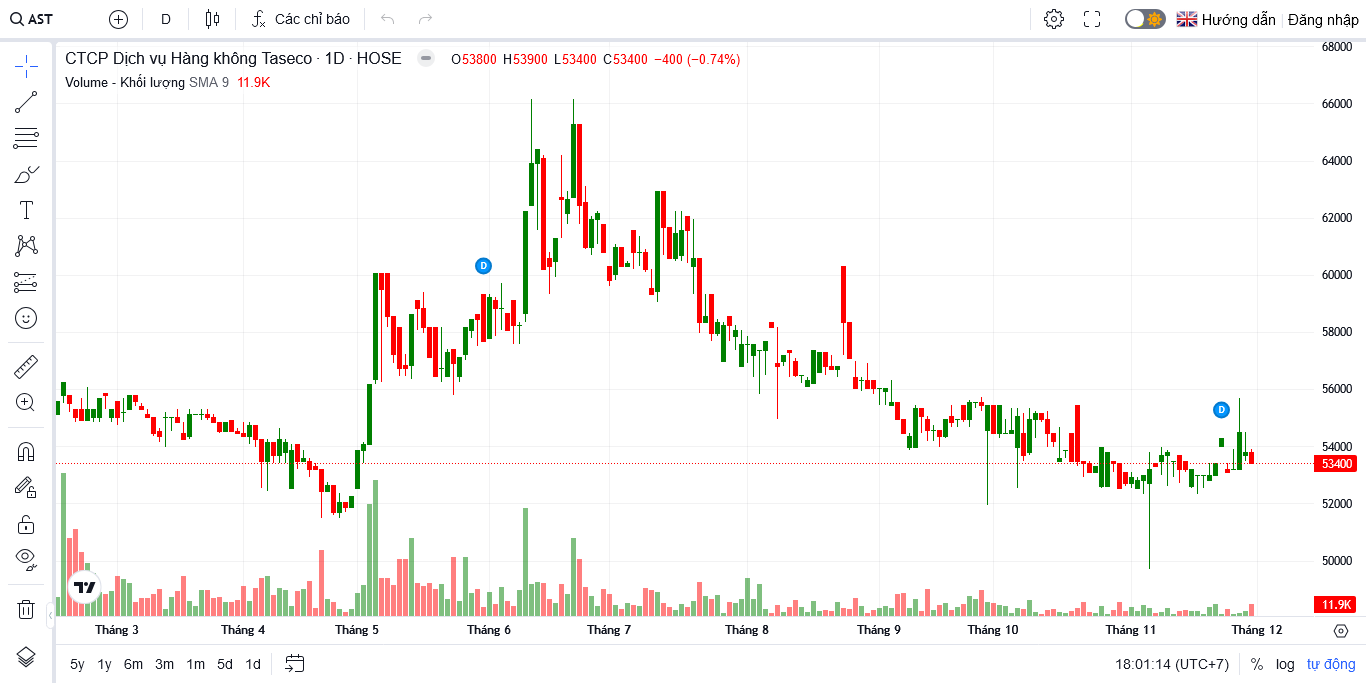 AST
D
Các chỉ báo
Hướng dẫn
Đăng nhập
CTCP Dịch vụ Hàng không Taseco · 1D · HOSE
O53800 H53900 L53400 C53400 −400 (−0.74%)
Volume - Khối lượng SMA 9 11.9K
68000
66000
64000
62000
60000
58000
56000
54000
53400
52000
50000
11.9K
D
D
Tháng 3
Tháng 4
Tháng 5
Tháng 6
Tháng 7
Tháng 8
Tháng 9
Tháng 10
Tháng 11
Tháng 12
5y 1y 6m 3m 1m 5d 1d
18:01:14 (UTC+7)
% log tự động